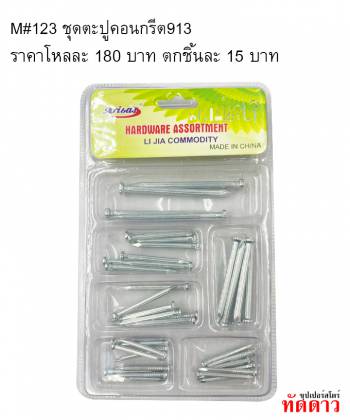 M#123 ชุดตะปูคอนกรีต913
ราคาโหลละ 180 บาท ตกชิ้นละ 15 บาท
HARDWARE ASSORTMENT
LI JIA COMMODITY
MADE IN CHINA
ซุปเปอร์สโตร์
ทัดดาว